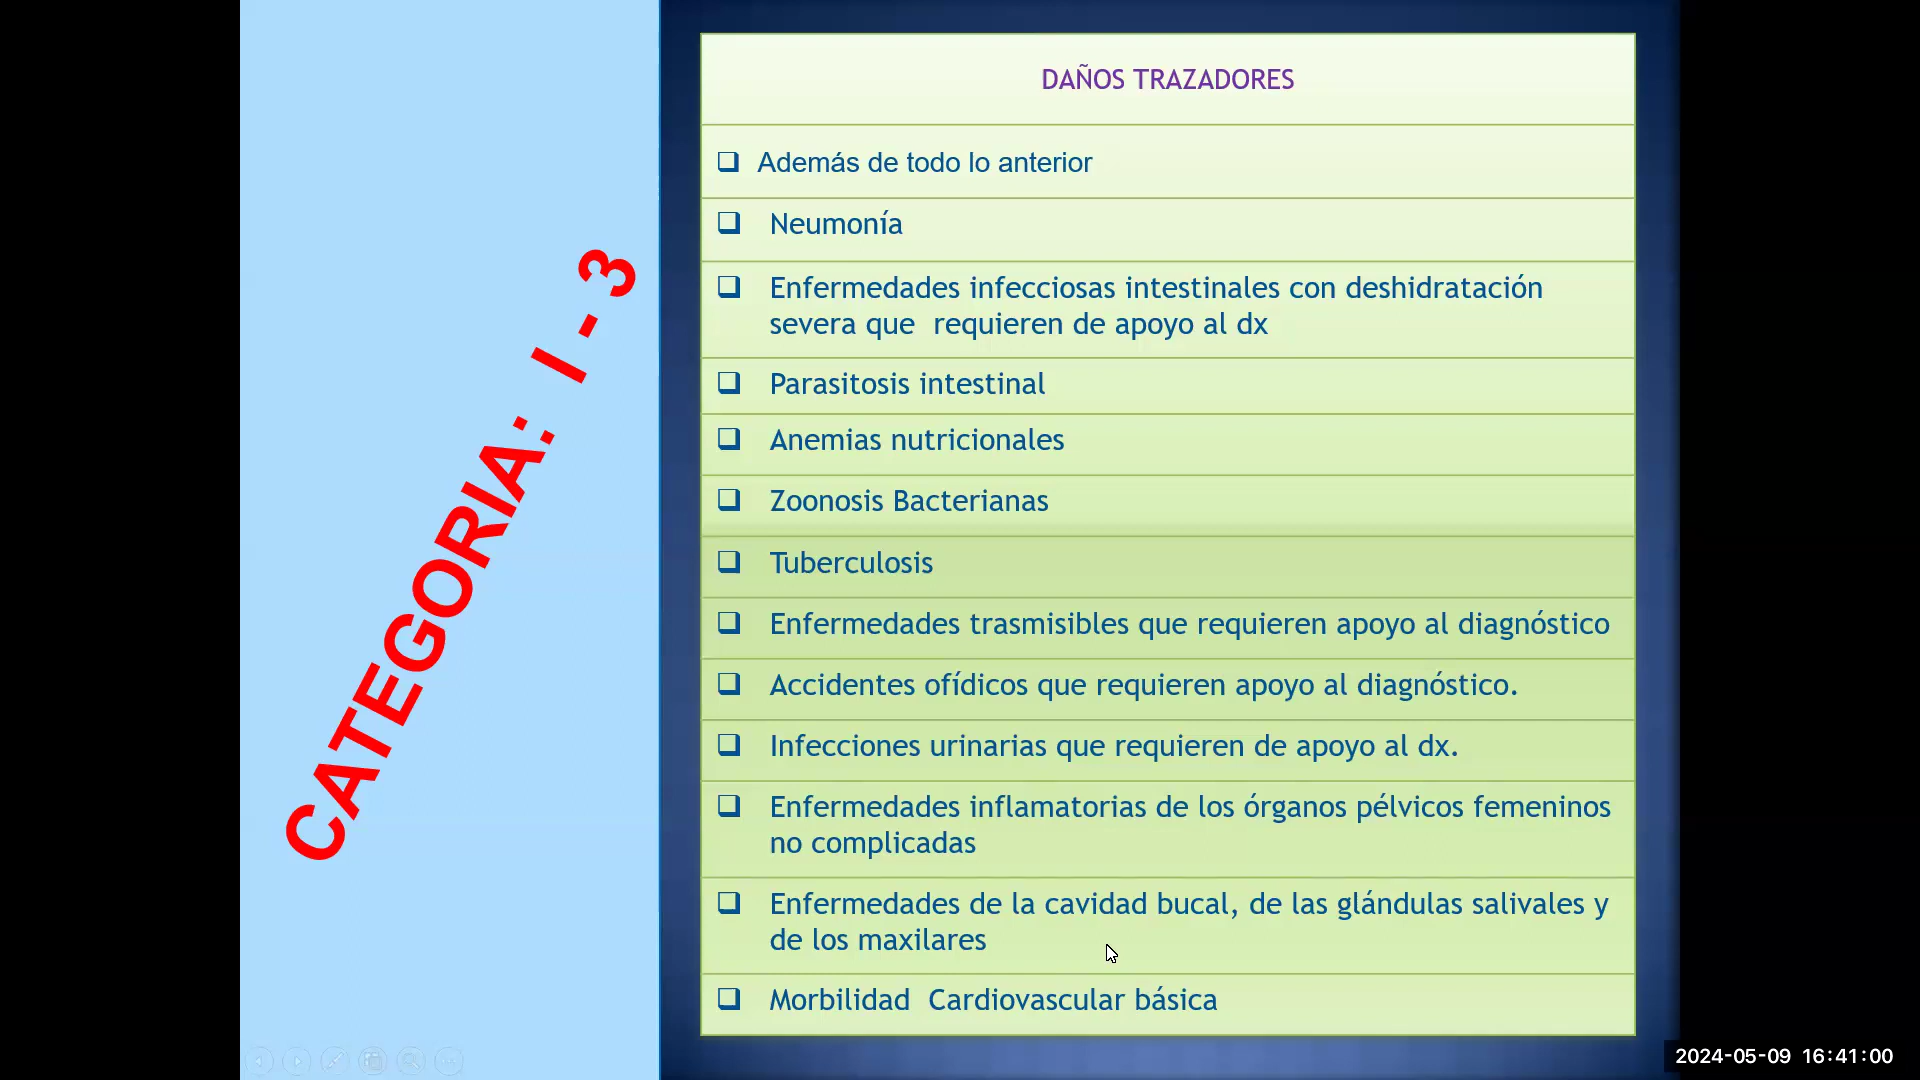 CATEGORIA: I - 3
DAÑOS TRAZADORES
Además de todo lo anterior
Neumonía
Enfermedades infecciosas intestinales con deshidratación
severa que requieren de apoyo al dx
Parasitosis intestinal
Anemias nutricionales
Zoonosis Bacterianas
Tuberculosis
Enfermedades trasmisibles que requieren apoyo al diagnóstico
Accidentes ofídicos que requieren apoyo al diagnóstico.
Infecciones urinarias que requieren de apoyo al dx.
Enfermedades inflamatorias de los órganos pélvicos femeninos
no complicadas
Enfermedades de la cavidad bucal, de las glándulas salivales y
de los maxilares
Morbilidad Cardiovascular básica
2024-05-09 16:41:00